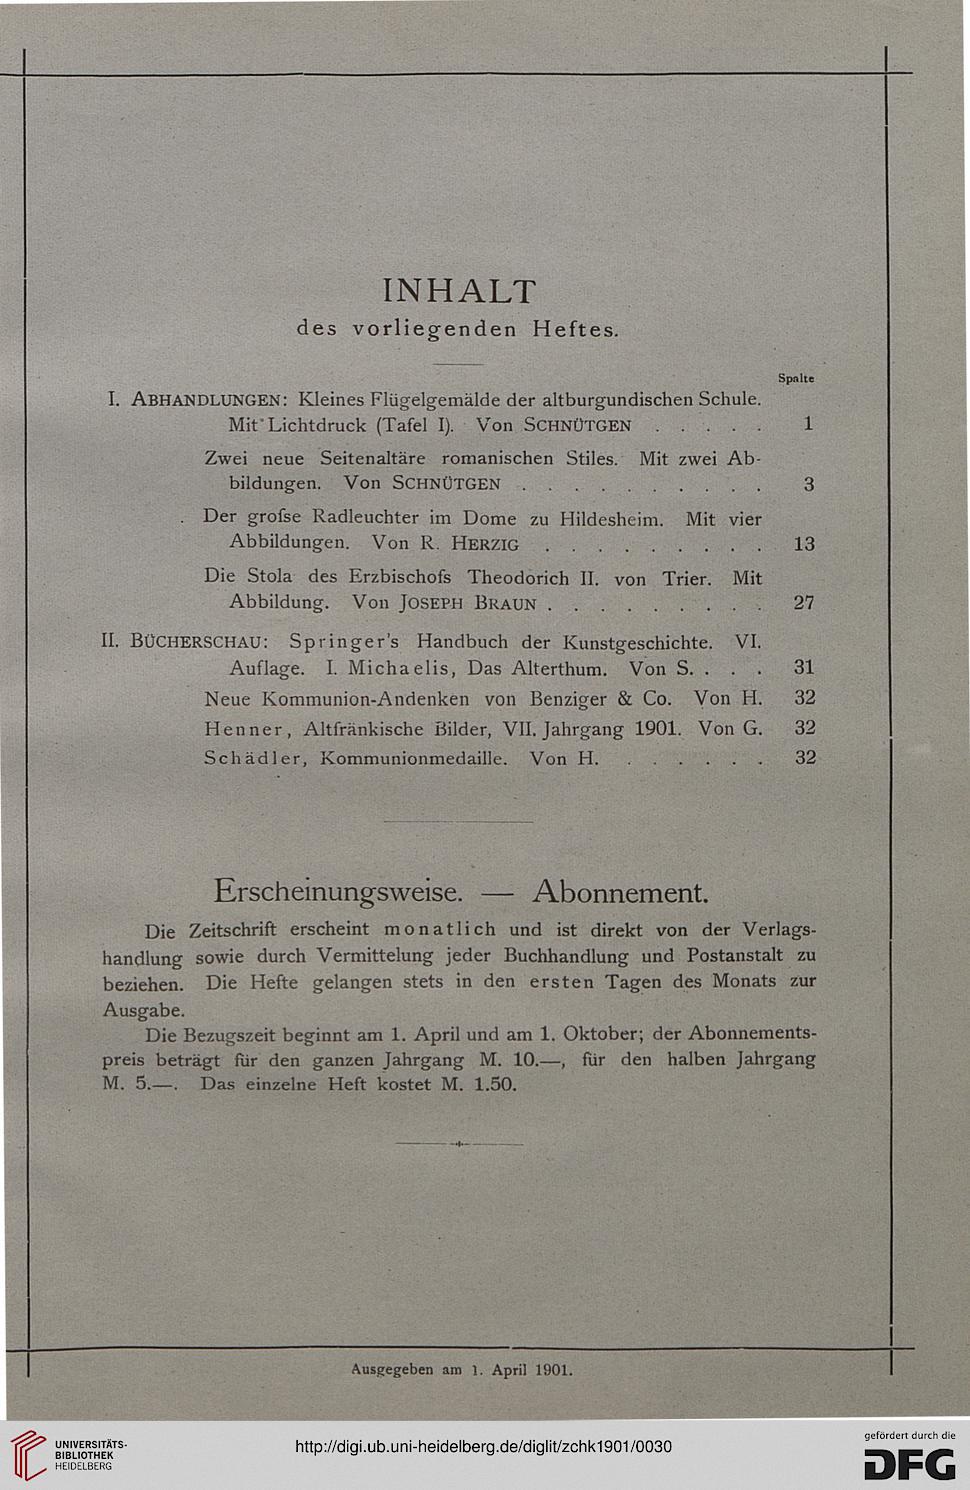 INHALT
des vorliegenden Heftes.
Spalte
I. ABHANDLUNGEN: Kleines Flügelgemälde der altburgundischen Schule.
Mit Lichtdruck (Tafel I). Von SCHNÜTGEN . . . . . 1
Zwei neue Seitenaltäre romanischen Stiles. Mit zwei Ab-
bildungen. Von SCHNÜTGEN . . . . . . . . . . 3
Der grofse Radleuchter im Dome zu Hildesheim. Mit vier
Abbildungen. Von R. HERZIG . . . . . . . . . 13
Die Stola des Erzbischofs Theodorich II. von Trier. Mit
Abbildung. Von JOSEPH BRAUN . . . . . . . . . 27
II. BÜCHERSCHAU: Springer's Handbuch der Kunstgeschichte. VI.
Auflage. I. Michaelis, Das Alterthum. Von S. . . . 31
Neue Kommunion-Andenken von Benziger & Co. Von H. 32
Henner, Altfränkische Bilder, VII. Jahrgang 1901. Von G. 32
Schädler, Kommunionmedaille. Von H. . . . . . . 32
Erscheinungsweise. — Abonnement.
Die Zeitschrift erscheint monatlich und ist direkt von der Verlags-
handlung sowie durch Vermittelung jeder Buchhandlung und Postanstalt zu
beziehen. Die Hefte gelangen stets in den ersten Tagen des Monats zur
Ausgabe.
Die Bezugszeit beginnt am 1. April und am 1. Oktober; der Abonnements-
preis beträgt für den ganzen Jahrgang M. 10.—, für den halben Jahrgang
M. 5.—. Das einzelne Heft kostet M. 1.50.
Ausgegeben am 1. April 1901.
UNIVERSITÄTS-
BIBLIOTHEK
HEIDELBERG
http://digi.ub.uni-heidelberg.de/diglit/zchk1901/0030
gefördert durch die
DFG